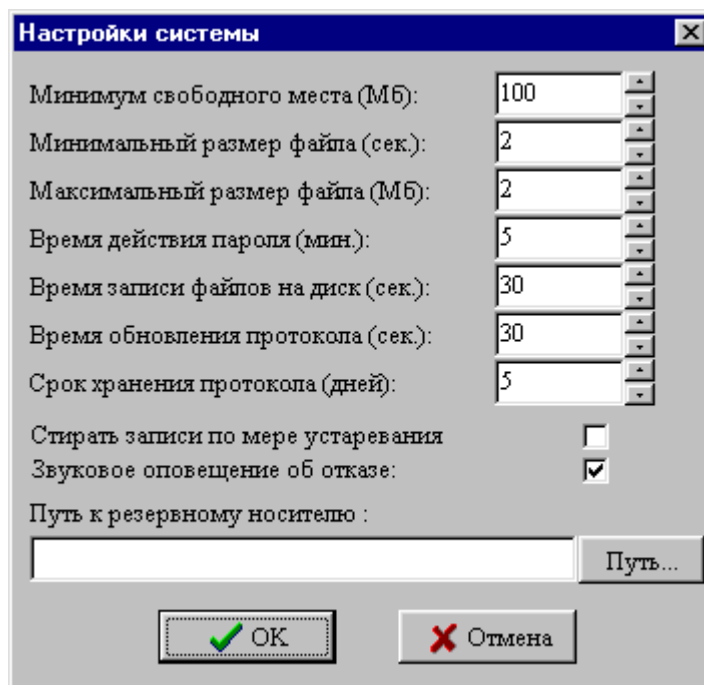 Настройки системы
Минимум свободного места (Мб): 100
Минимальный размер файла (сек.): 2
Максимальный размер файла (Мб): 2
Время действия пароля (мин.): 5
Время записи файлов на диск (сек.): 30
Время обновления протокола (сек.): 30
Срок хранения протокола (дней): 5
Стирать записи по мере устаревания
Звуковое оповещение об отказе:
Путь к резервному носителю :
Путь...
OK Отмена